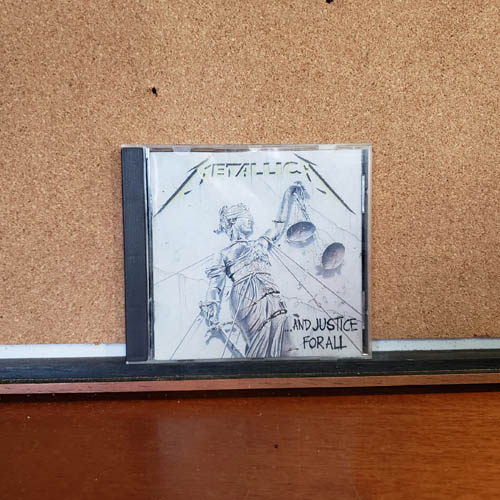 METALLICA
...AND JUSTICE
FOR ALL